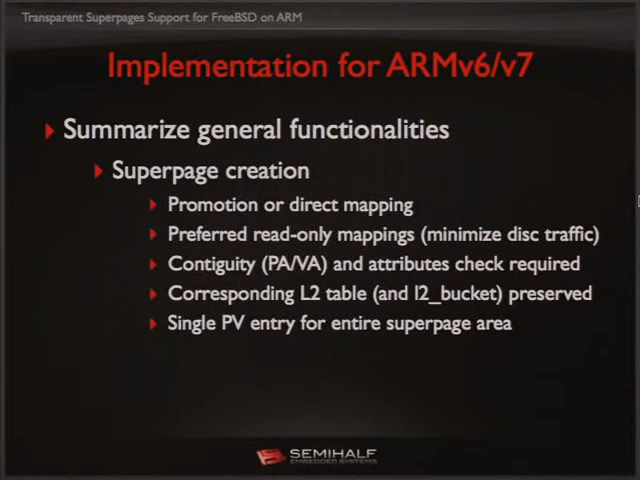 Transparent Superpages Support for FreeBSD on ARM
Implementation for ARMv6/v7
Summarize general functionalities
Superpage creation
Promotion or direct mapping
Preferred read-only mappings (minimize disc traffic)
Contiguity (PA/VA) and attributes check required
Corresponding L2 table (and l2_bucket) preserved
Single PV entry for entire superpage area
SEMIHALF
EMBEDDED SYSTEMS